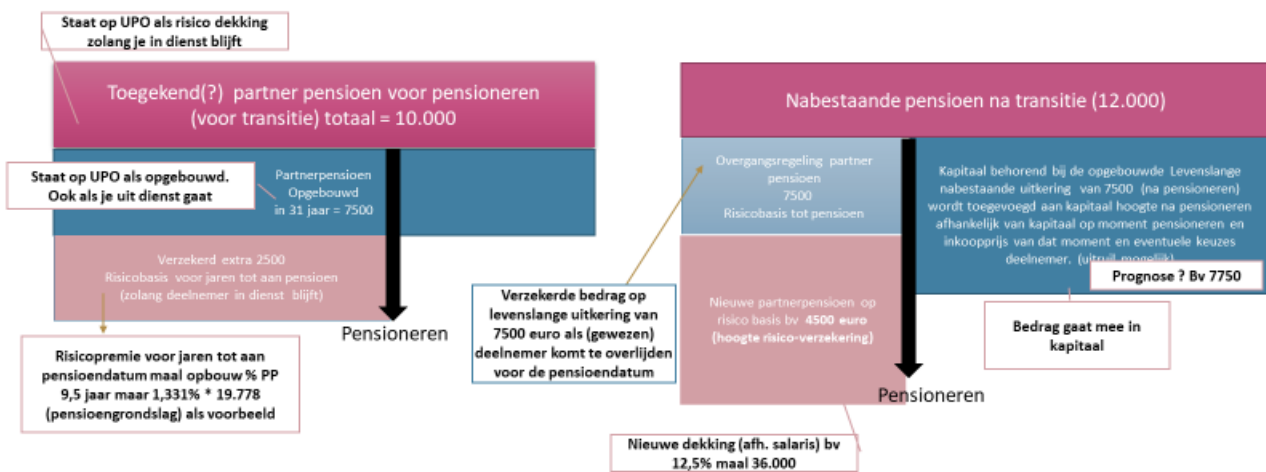 Staat op UPO als risico dekking
zolang je in dienst blijft
Toegekend(?) partner pensioen voor pensioneren
(voor transitie) totaal = 10.000
Staat op UPO als opgebouwd.
Ook als je uit dienst gaat
Partnerpensioen
Opgebouwd
in 31 jaar = 7500
Verzekerd extra 2500
Risicobasis voor jaren tot aan pensioen
(zolang deelnemer in dienst blijft)
Pensioneren
Risicopremie voor jaren tot aan
pensioendatum maal opbouw % PP
9,5 jaar maar 1,331% * 19.778
(pensioengrondslag) als voorbeeld
Nabestaande pensioen na transitie (12.000)
Overgangsregeling partner
pensioen
7500
Risicobasis tot pensioen
Kapitaal behorend bij de opgebouwde Levenslange
nabestaande uitkering van 7500 (na pensioneren)
wordt toegevoegd aan kapitaal hoogte na pensioneren
afhankelijk van kapitaal op moment pensioneren en
inkoopprijs van dat moment en eventuele keuzes
deelnemer. (uitruil mogelijk)
Prognose ? Bv 7750
Verzekerde bedrag op
levenslange uitkering van
7500 euro als (gewezen)
deelnemer komt te overlijden
voor de pensioendatum
Nieuwe partnerpensioen op
risico basis bv 4500 euro
(hoogte risico-verzekering)
Bedrag gaat mee in
kapitaal
Pensioneren
Nieuwe dekking (afh. salaris) bv
12,5% maal 36.000